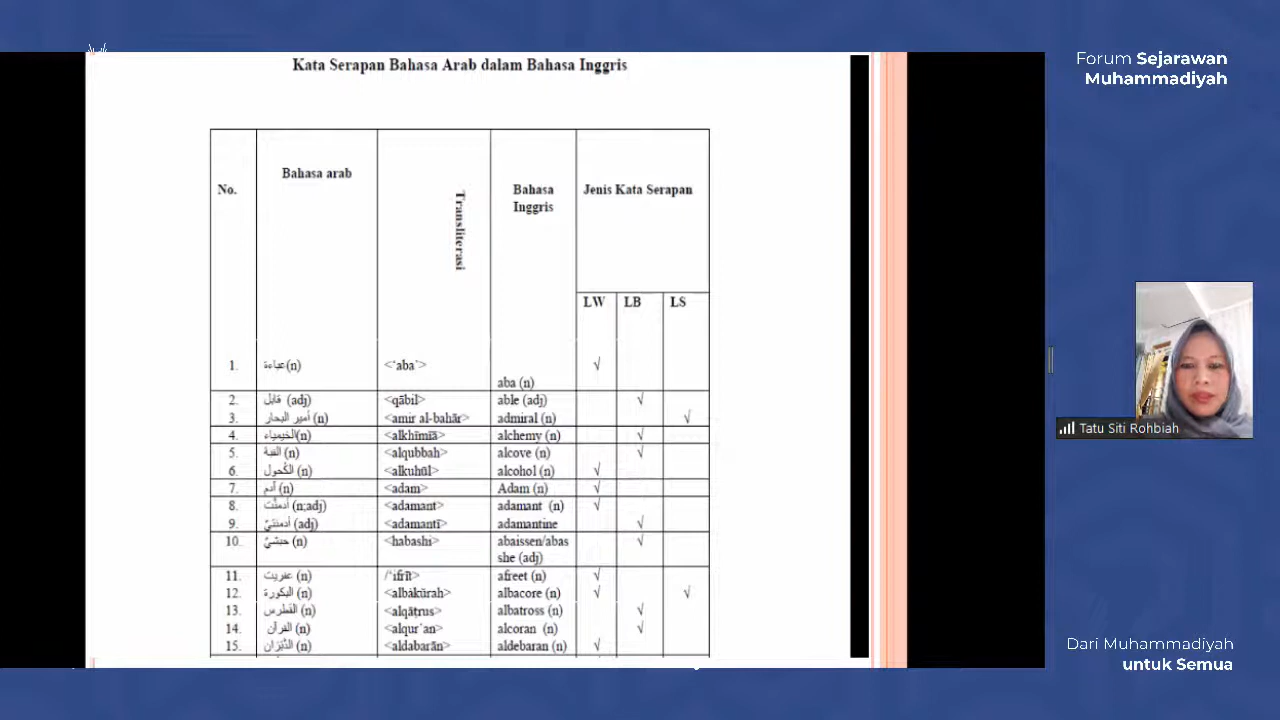 Forum Sejarawan
Muhammadiyah
Kata Serapan Bahasa Arab dalam Bahasa Inggris
No. Bahasa arab Transliterasi Bahasa Inggris Jenis Kata Serapan
LW LB LS
1. عباءة(n) <‘aba’> aba (n) √
2. قابل (adj) <qābil> able (adj) √
3. أمير البحار (n) <amir al-bahār> admiral (n) √
4. الخيمياء(n) <alkhīmiā> alchemy (n) √
5. القبة (n) <alqubbah> alcove (n) √
6. الكُحول (n) <alkuhūl> alcohol (n) √
7. آدم (n) <adam> Adam (n) √
8. أدمنْت (n;adj) <adamant> adamant (n) √
9. أدمنتيّ (adj) <adamantī> adamantine √
10. حبشيّ (n) <habashi> abaissen/abas
she (adj) √
11. عفريت (n) /‘ifrīt> afreet (n) √
12. البكورة (n) <albakūrah> albacore (n) √ √
13. القطرس (n) <alqāṭrus> albatross (n) √
14. القرآن (n) <alqur’an> alcoran (n) √
15. الدَّبَرَان (n) <aldabarān> aldebaran (n) √
Tatu Siti Rohbiah
Dari Muhammadiyah
untuk Semua